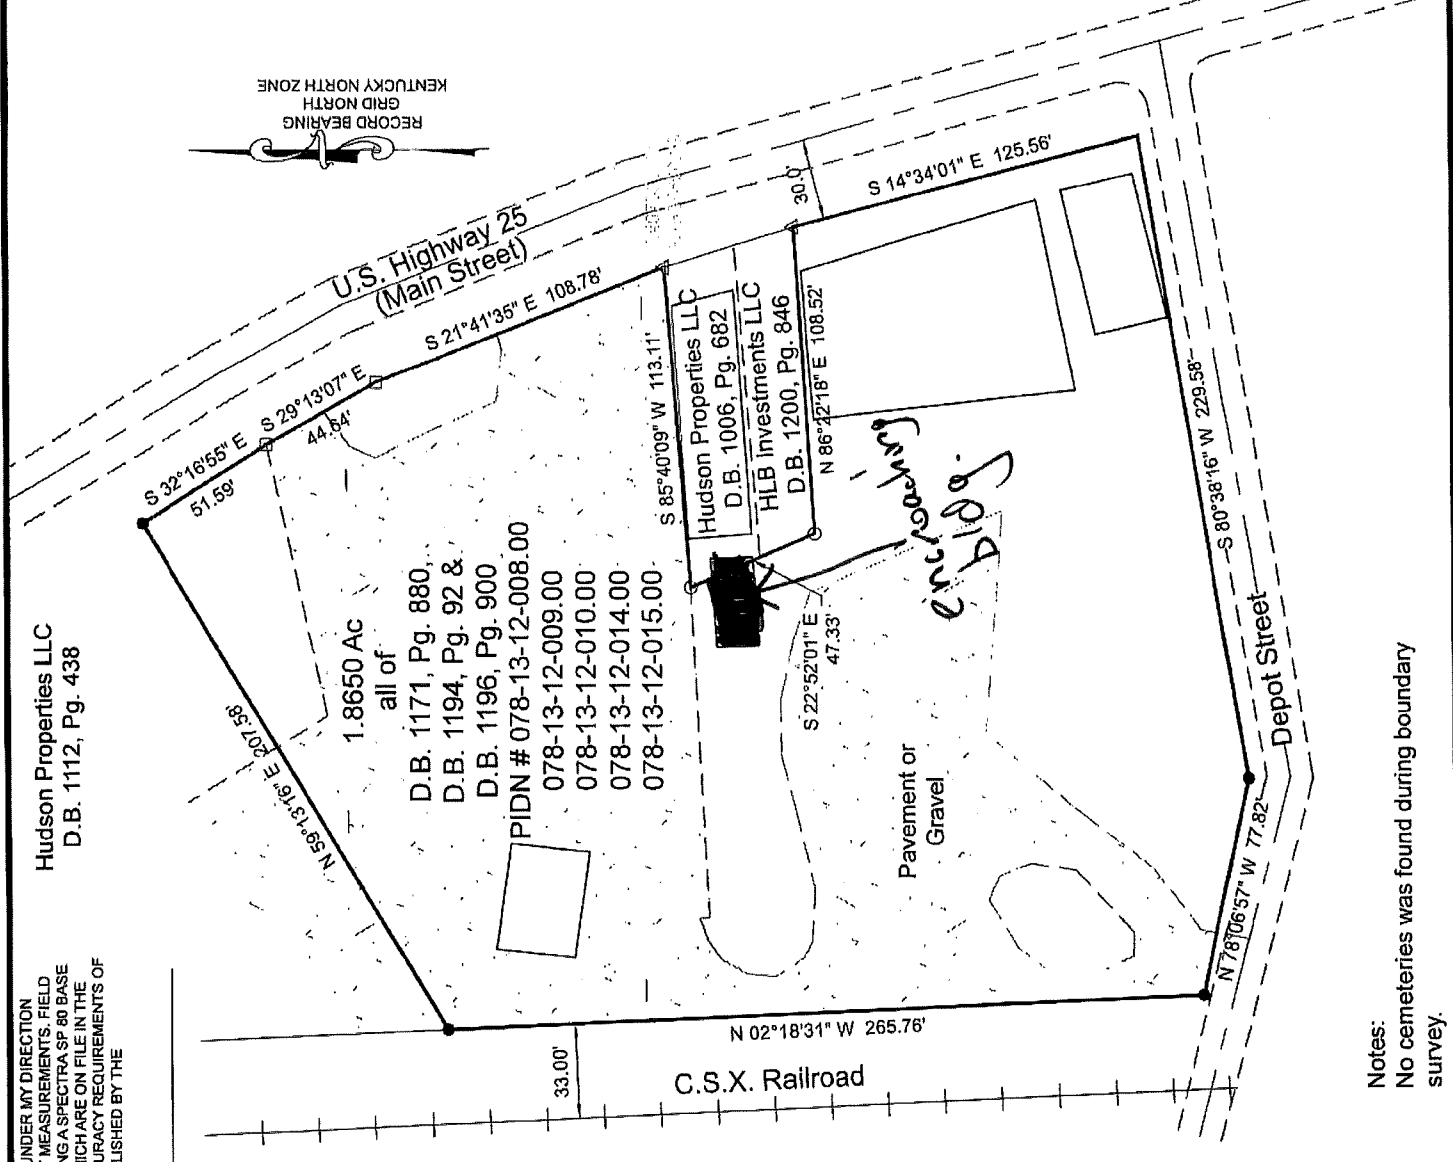 RECORD BEARING
GRID NORTH
KENTUCKY NORTH ZONE
U.S. Highway 25
(Main Street)
Hudson Properties LLC
D.B. 1112, Pg. 438
S 32°16'55" E
51.59'
S 29°13'07" E
44.64'
S 21°41'35" E 108.78'
30.0'
S 14°34'01" E 125.56'
N 59°13'16" E 207.58'
1.8650 Ac
all of
D.B. 1171, Pg. 880,
D.B. 1194, Pg. 92 &
D.B. 1196, Pg. 900
PIDN # 078-13-12-008.00
078-13-12-009.00
078-13-12-010.00
078-13-12-014.00
078-13-12-015.00
S 85°40'09" W 113.11'
Hudson Properties LLC
D.B. 1006, Pg. 682
HLB Investments LLC
D.B. 1200, Pg. 846
N 86°22'18" E 108.52'
encroaching
bldg.
S 22°52'01" E
47.33'
S 80°38'16" W 229.58'
Depot Street
Pavement or
Gravel
N 78°06'57" W 77.82'
N 02°18'31" W 265.76'
33.00'
C.S.X. Railroad
UNDER MY DIRECTION
MEASUREMENTS. FIELD
NG A SPECTRA SP 80 BASE
ICH ARE ON FILE IN THE
URACY REQUIREMENTS OF
LISHED BY THE
Notes:
No cemeteries was found during boundary
survey.